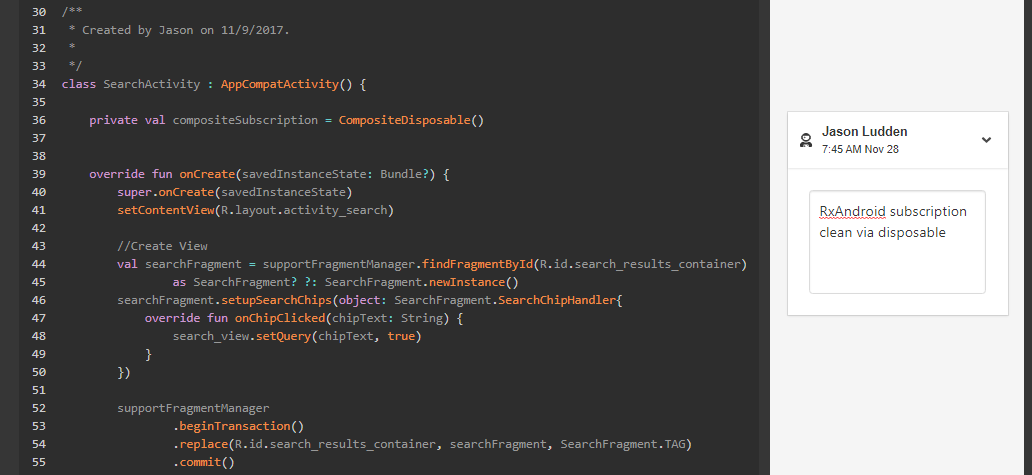 30 /**
31  * Created by Jason on 11/9/2017.
32  *
33  */
34 class SearchActivity : AppCompatActivity() {
35
36     private val compositeSubscription = CompositeDisposable()
37
38
39     override fun onCreate(savedInstanceState: Bundle?) {
40         super.onCreate(savedInstanceState)
41         setContentView(R.layout.activity_search)
42
43         //Create View
44         val searchFragment = supportFragmentManager.findFragmentById(R.id.search_results_container)
45                 as SearchFragment? ?: SearchFragment.newInstance()
46         searchFragment.setupSearchChips(object: SearchFragment.SearchChipHandler{
47             override fun onChipClicked(chipText: String) {
48                 search_view.setQuery(chipText, true)
49             }
50         })
51
52         supportFragmentManager
53                 .beginTransaction()
54                 .replace(R.id.search_results_container, searchFragment, SearchFragment.TAG)
55                 .commit()
Jason Ludden
7:45 AM Nov 28
RxAndroid subscription
clean via disposable